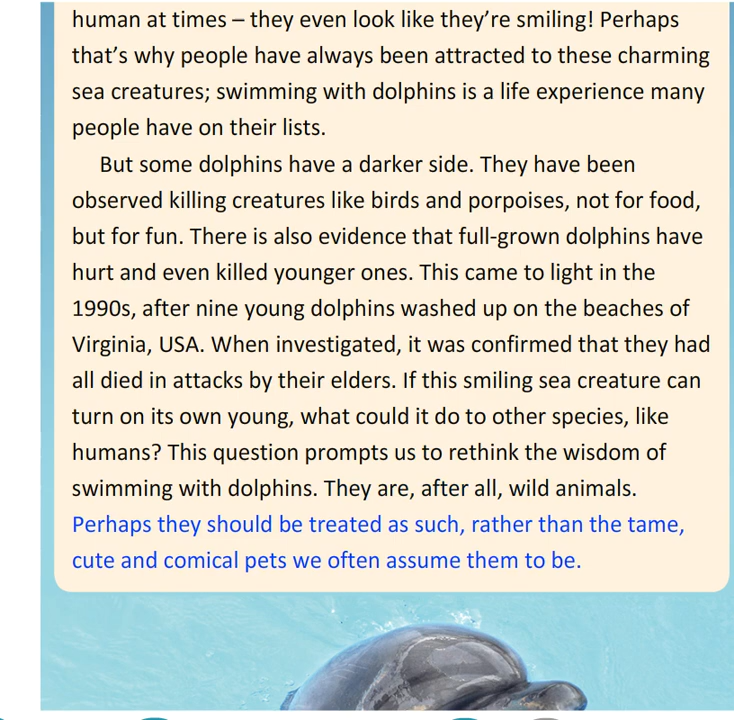 human at times – they even look like they’re smiling! Perhaps
that’s why people have always been attracted to these charming
sea creatures; swimming with dolphins is a life experience many
people have on their lists.
But some dolphins have a darker side. They have been
observed killing creatures like birds and porpoises, not for food,
but for fun. There is also evidence that full-grown dolphins have
hurt and even killed younger ones. This came to light in the
1990s, after nine young dolphins washed up on the beaches of
Virginia, USA. When investigated, it was confirmed that they had
all died in attacks by their elders. If this smiling sea creature can
turn on its own young, what could it do to other species, like
humans? This question prompts us to rethink the wisdom of
swimming with dolphins. They are, after all, wild animals.
Perhaps they should be treated as such, rather than the tame,
cute and comical pets we often assume them to be.